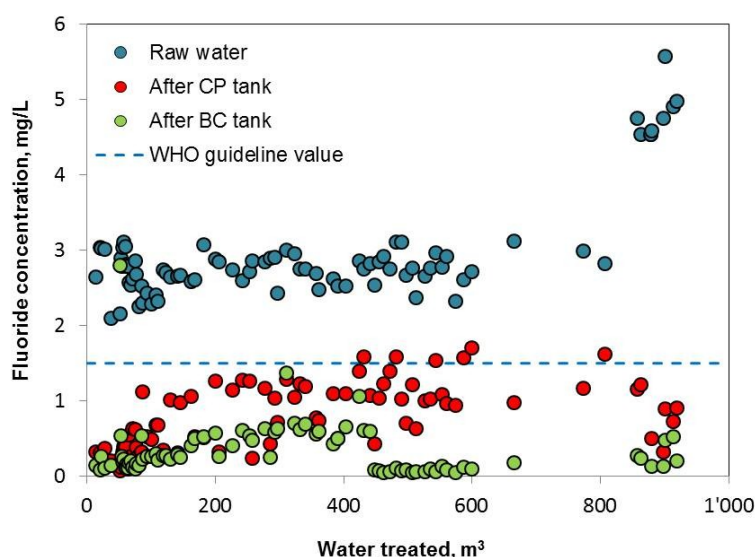 6
5
4
3
2
1
0
Fluoride concentration, mg/L
Raw water
After CP tank
After BC tank
WHO guideline value
0 200 400 600 800 1'000
Water treated, m³